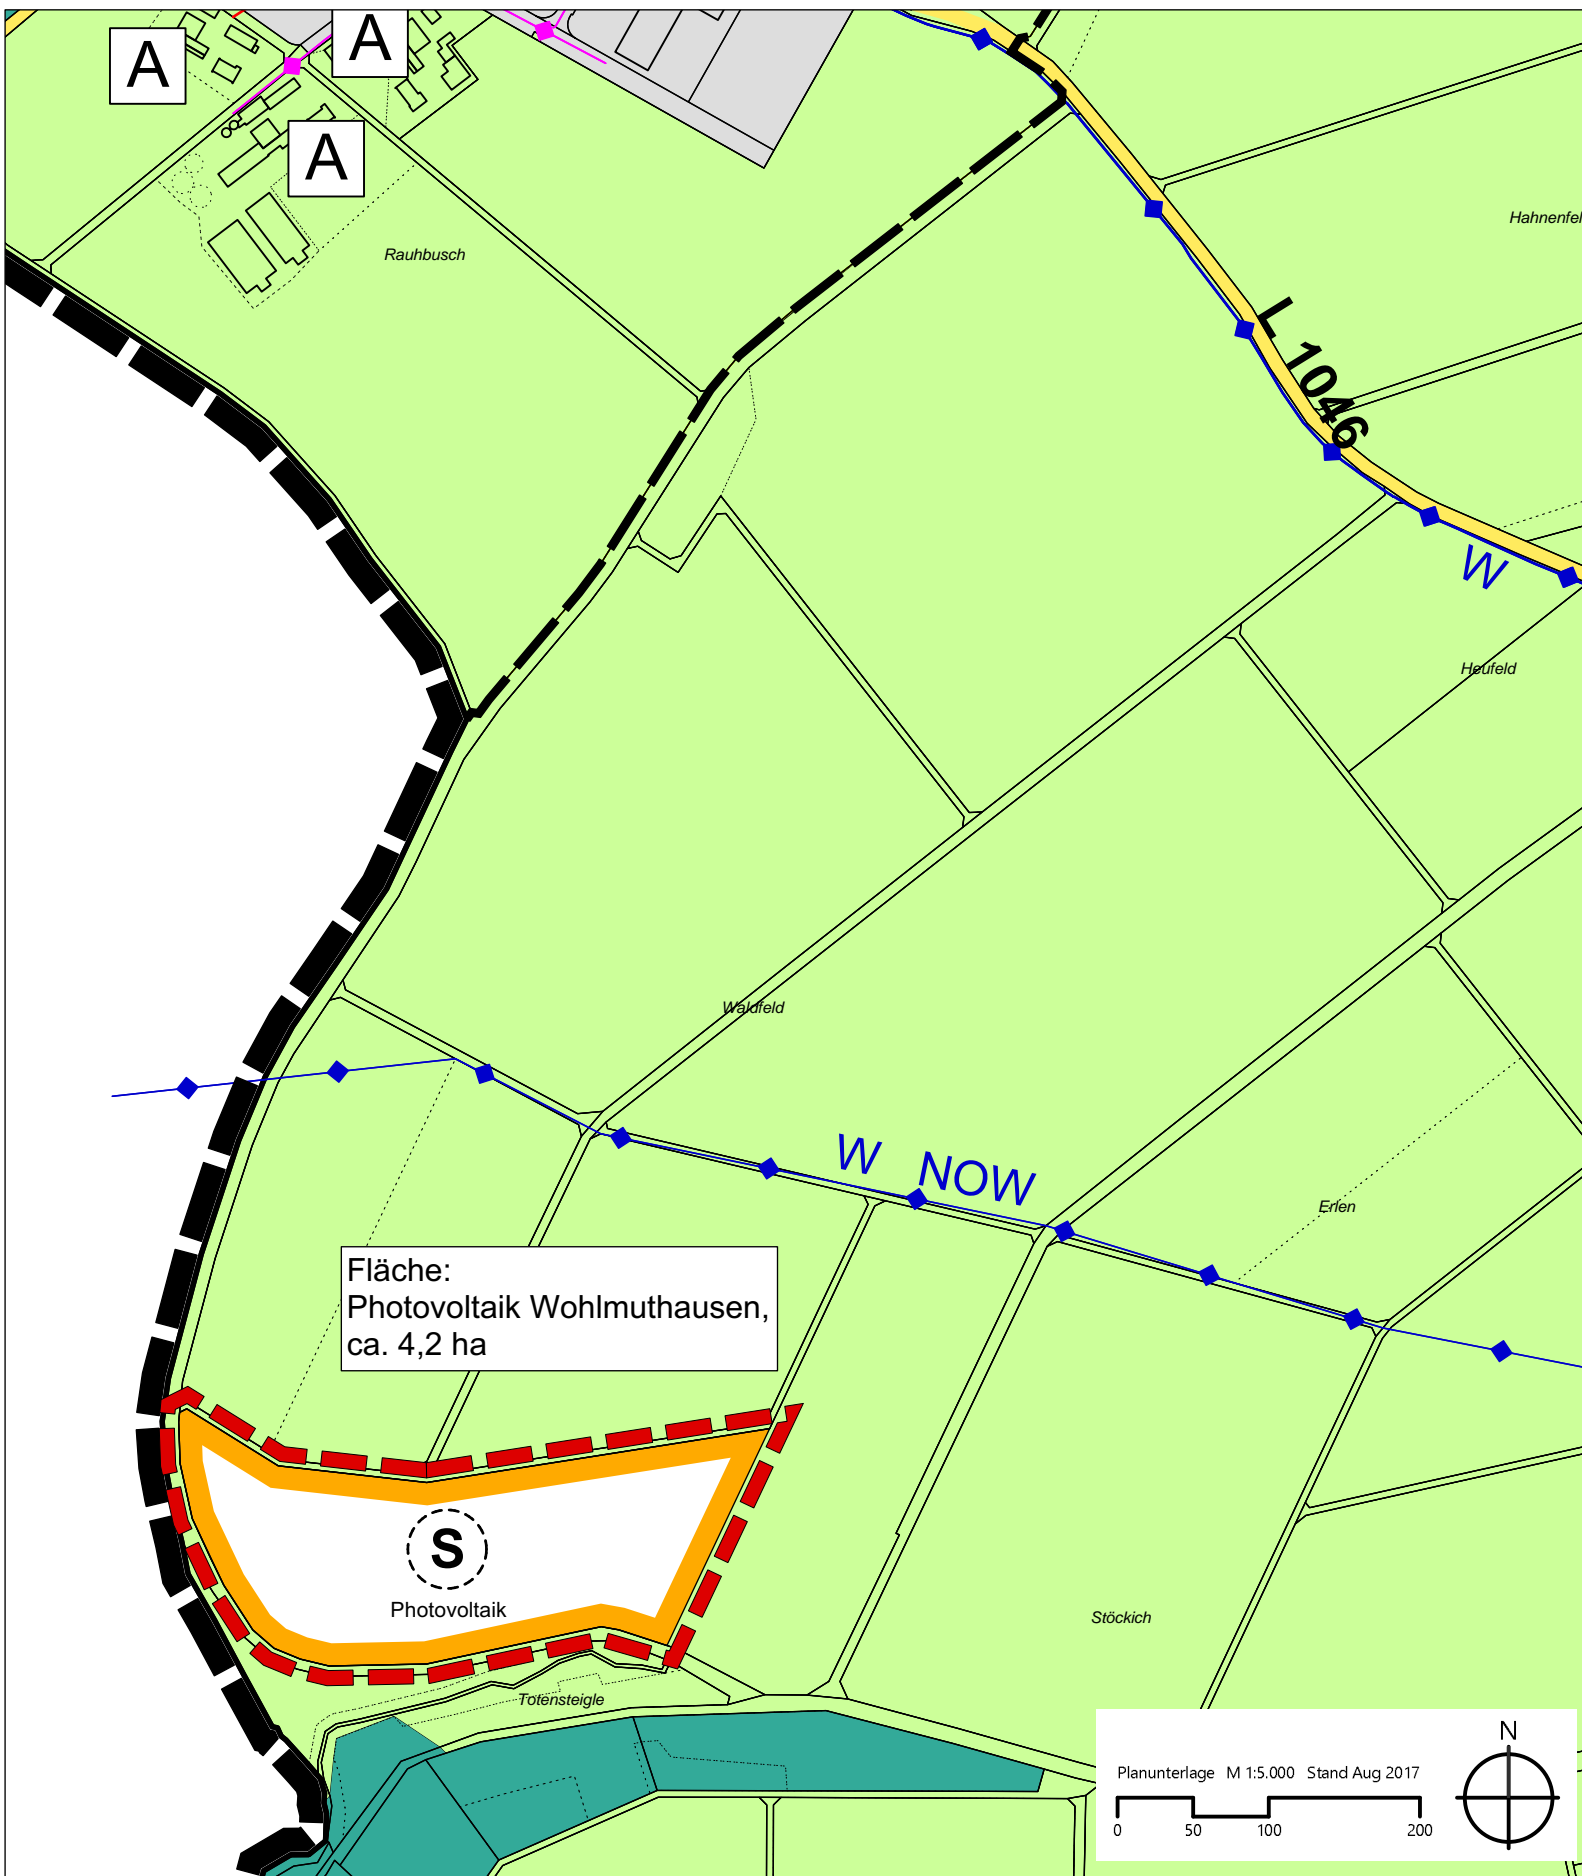 A
A
A
Rauhbusch
Hahnenfel
L 1046
W
Heufeld
Waldfeld
W NOW
Erlen
Fläche:
Photovoltaik Wohlmuthausen,
ca. 4,2 ha
S
Photovoltaik
Stöckich
Totensteigle
N
Planunterlage M 1:5.000 Stand Aug 2017
0 50 100 200